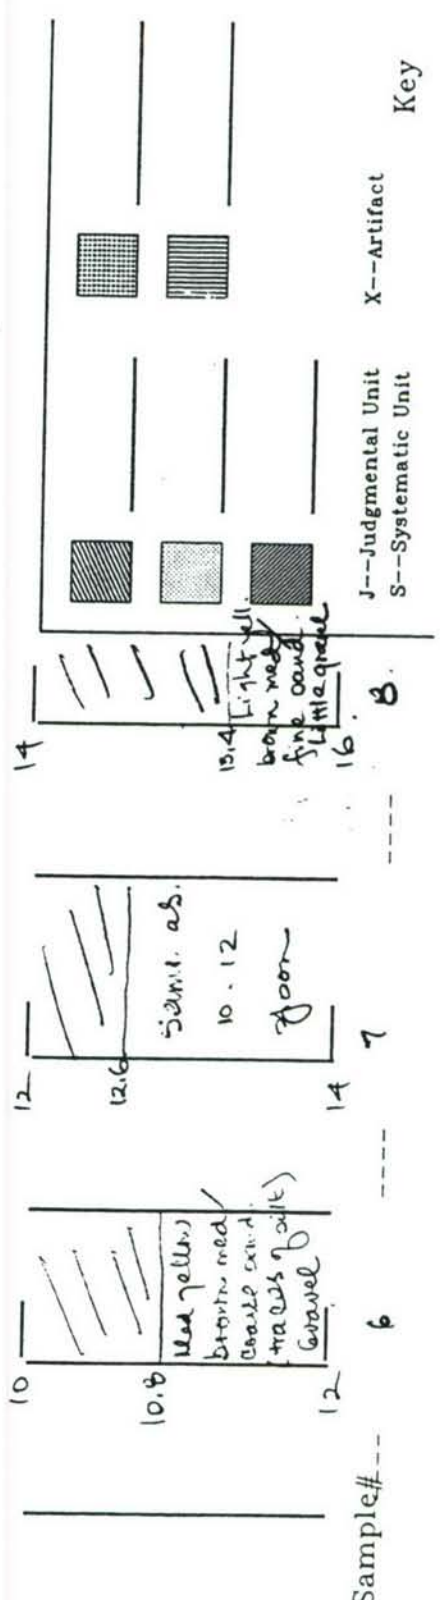 10
10.8
Med yellow
brown med/
coarse sand.
(traces of silt)
Gravel
12
12
12.6
Same as
10-12
14
14
15.4
Light yell.
brown med/
fine sand.
Little gravel
16
Sample#---
6
----
7
----
8
J--Judgmental Unit
S--Systematic Unit
X--Artifact
Key